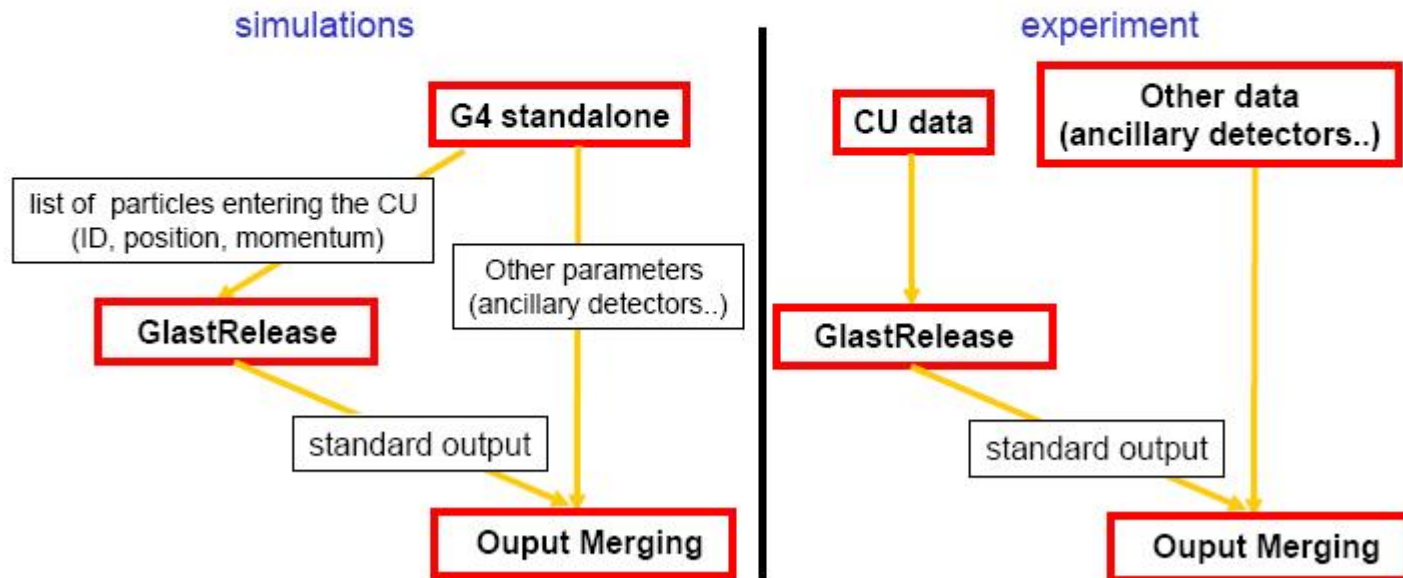 simulations
G4 standalone
list of particles entering the CU
(ID, position, momentum)
Other parameters
(ancillary detectors..)
GlastRelease
standard output
Ouput Merging
experiment
CU data
Other data
(ancillary detectors..)
GlastRelease
standard output
Ouput Merging